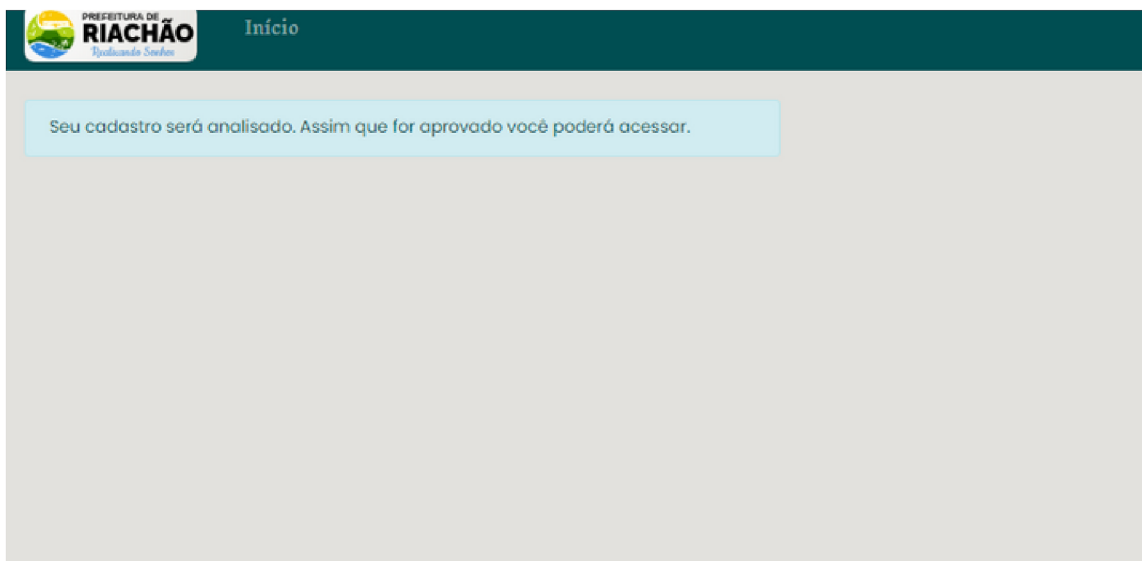 PREFEITURA DE
RIACHÃO
Realizando Sonhos
Início
Seu cadastro será analisado. Assim que for aprovado você poderá acessar.